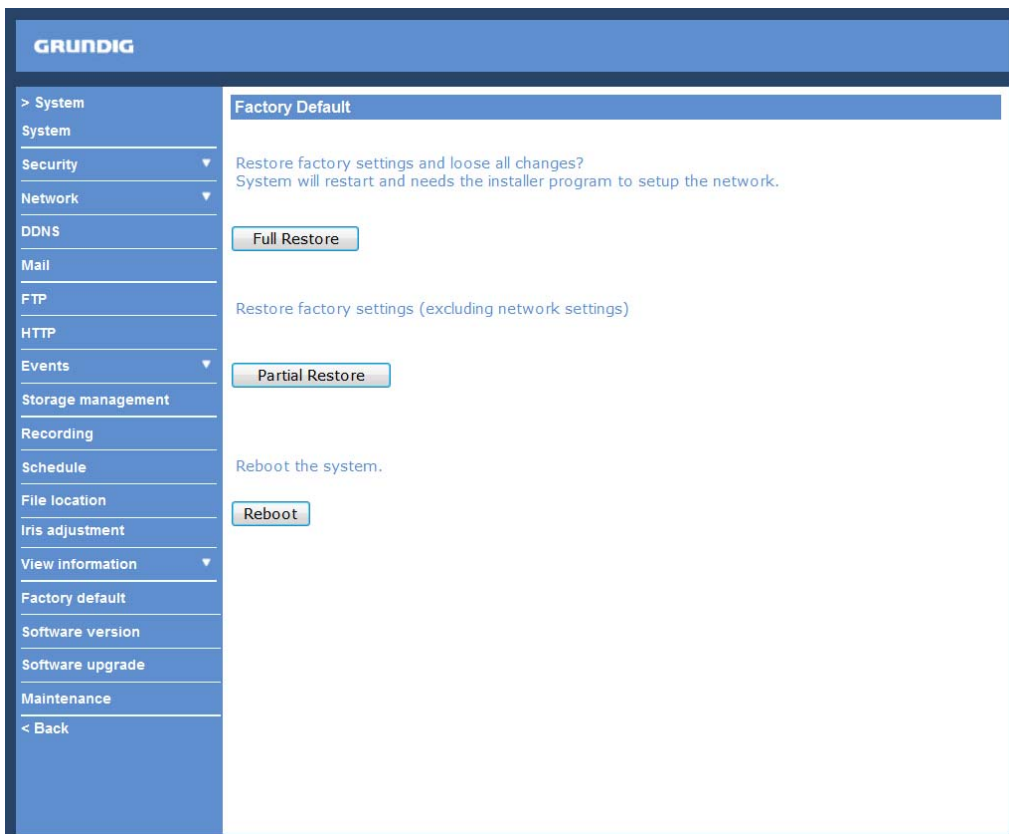 GRUNDIG
> System
System
Security
Network
DDNS
Mail
FTP
HTTP
Events
Storage management
Recording
Schedule
File location
Iris adjustment
View information
Factory default
Software version
Software upgrade
Maintenance
< Back
Factory Default
Restore factory settings and loose all changes?
System will restart and needs the installer program to setup the network.
Full Restore
Restore factory settings (excluding network settings)
Partial Restore
Reboot the system.
Reboot